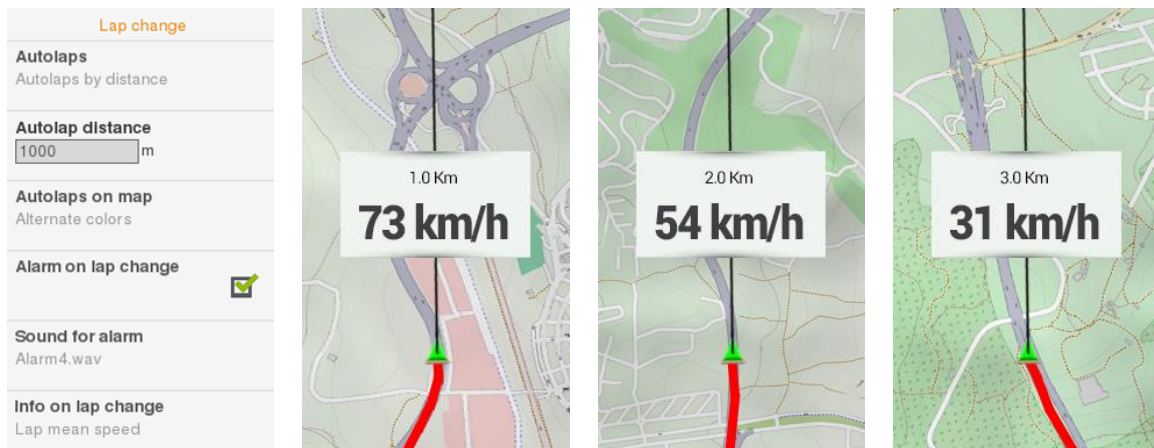 Lap change
Autolaps
Autolaps by distance
Autolap distance
1000 m
Autolaps on map
Alternate colors
Alarm on lap change
Sound for alarm
Alarm4.wav
Info on lap change
Lap mean speed
1.0 Km
73 km/h
2.0 Km
54 km/h
3.0 Km
31 km/h